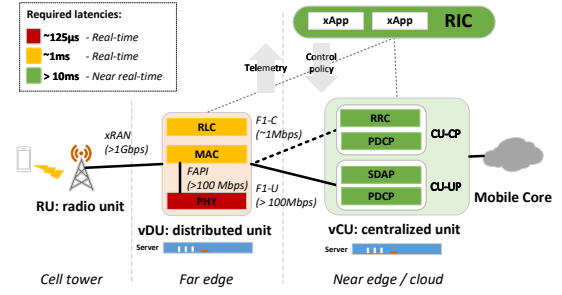 Required latencies:
~125µs - Real-time
~1ms - Real-time
> 10ms - Near real-time
xApp xApp RIC
Telemetry
Control
policy
xRAN
(>1Gbps)
RLC
MAC
FAPI
(>100 Mbps)
PHY
F1-C
(~1Mbps)
F1-U
(> 100Mbps)
RRC
PDCP
CU-CP
SDAP
PDCP
CU-UP
Mobile Core
RU: radio unit
vDU: distributed unit
vCU: centralized unit
Server
Server
Cell tower
Far edge
Near edge / cloud